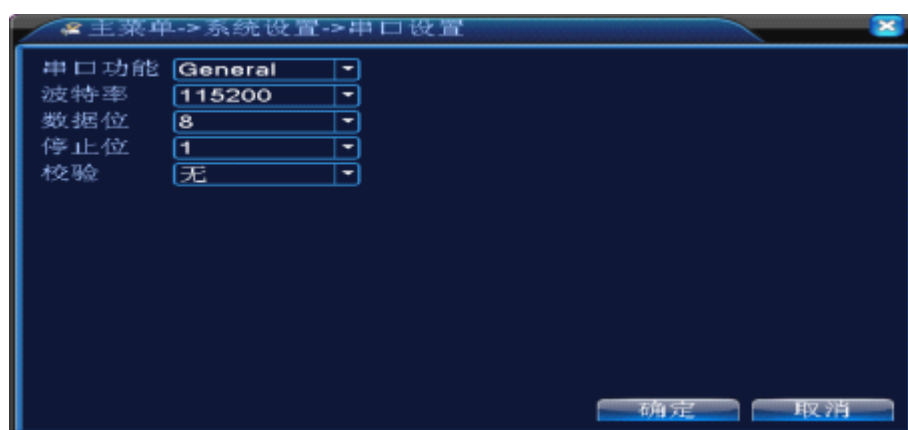 主菜单->系统设置->串口设置
串口功能 General
波特率 115200
数据位 8
停止位 1
校验 无
确定 取消